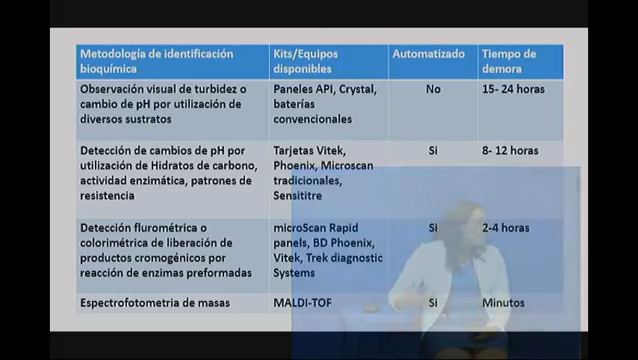 Metodología de identificación bioquímica
Kits/Equipos disponibles
Automatizado
Tiempo de demora
Observación visual de turbidez o cambio de pH por utilización de diversos sustratos
Paneles API, Crystal, baterías convencionales
No
15- 24 horas
Detección de cambios de pH por utilización de Hidratos de carbono, actividad enzimática, patrones de resistencia
Tarjetas Vitek, Phoenix, Microscan tradicionales, Sensititre
Si
8- 12 horas
Detección flurométrica o colorimétrica de liberación de productos cromogénicos por reacción de enzimas preformadas
microScan Rapid panels, BD Phoenix, Vitek, Trek diagnostic Systems
Si
2-4 horas
Espectrofotometria de masas
MALDI-TOF
Si
Minutos